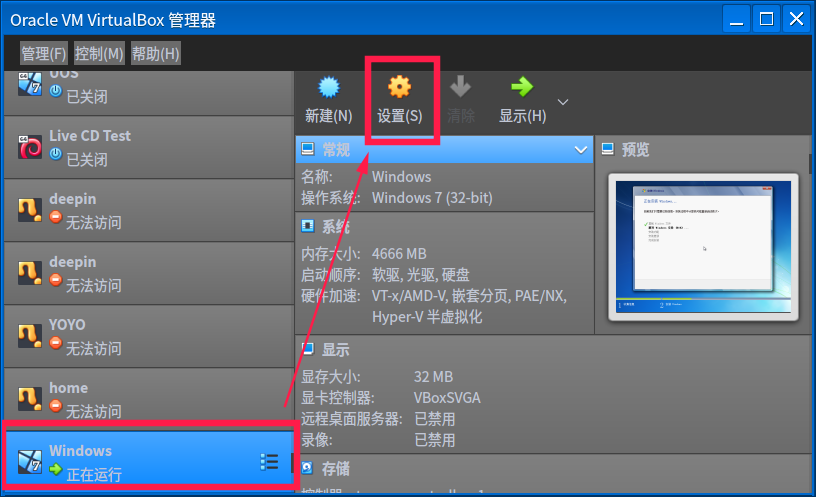 Oracle VM VirtualBox 管理器
管理(F) 控制(M) 帮助(H)
UOS
已关闭
Live CD Test
已关闭
deepin
无法访问
deepin
无法访问
YOYO
无法访问
home
无法访问
Windows
正在运行
新建(N) 设置(S) 清除 显示(H)
常规
名称: Windows
操作系统: Windows 7 (32-bit)
系统
内存大小: 4666 MB
启动顺序: 软驱, 光驱, 硬盘
硬件加速: VT-x/AMD-V, 嵌套分页, PAE/NX,
Hyper-V 半虚拟化
预览
显示
显存大小: 32 MB
显卡控制器: VBoxSVGA
远程桌面服务器: 已禁用
录像: 已禁用
存储